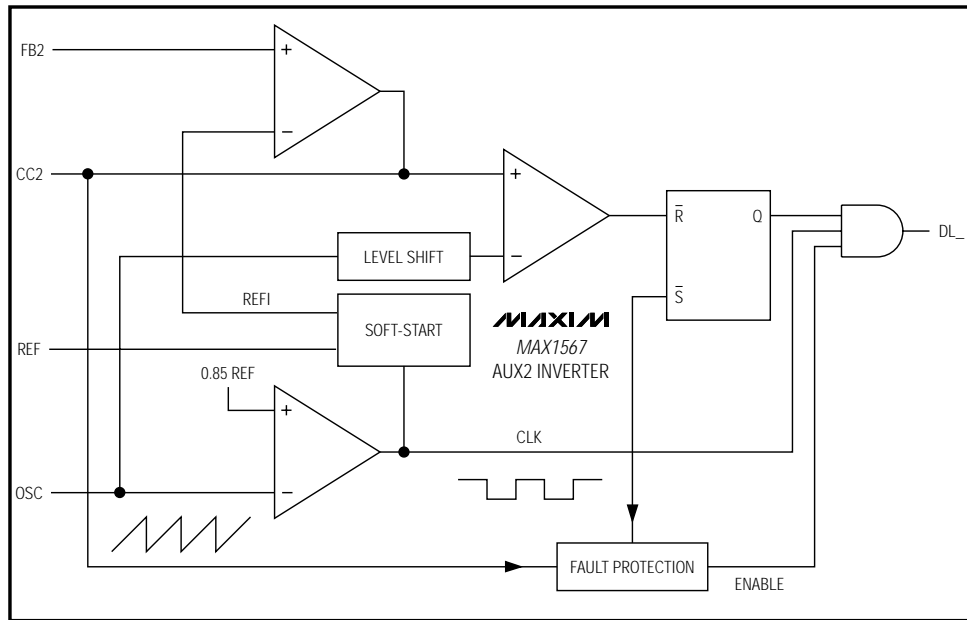 FB2
+
−
CC2
+
−
R̅
Q
DL_
LEVEL SHIFT
REFI
S̅
SOFT-START
MAXIM
MAX1567
AUX2 INVERTER
REF
0.85 REF
+
CLK
OSC
−
FAULT PROTECTION
ENABLE